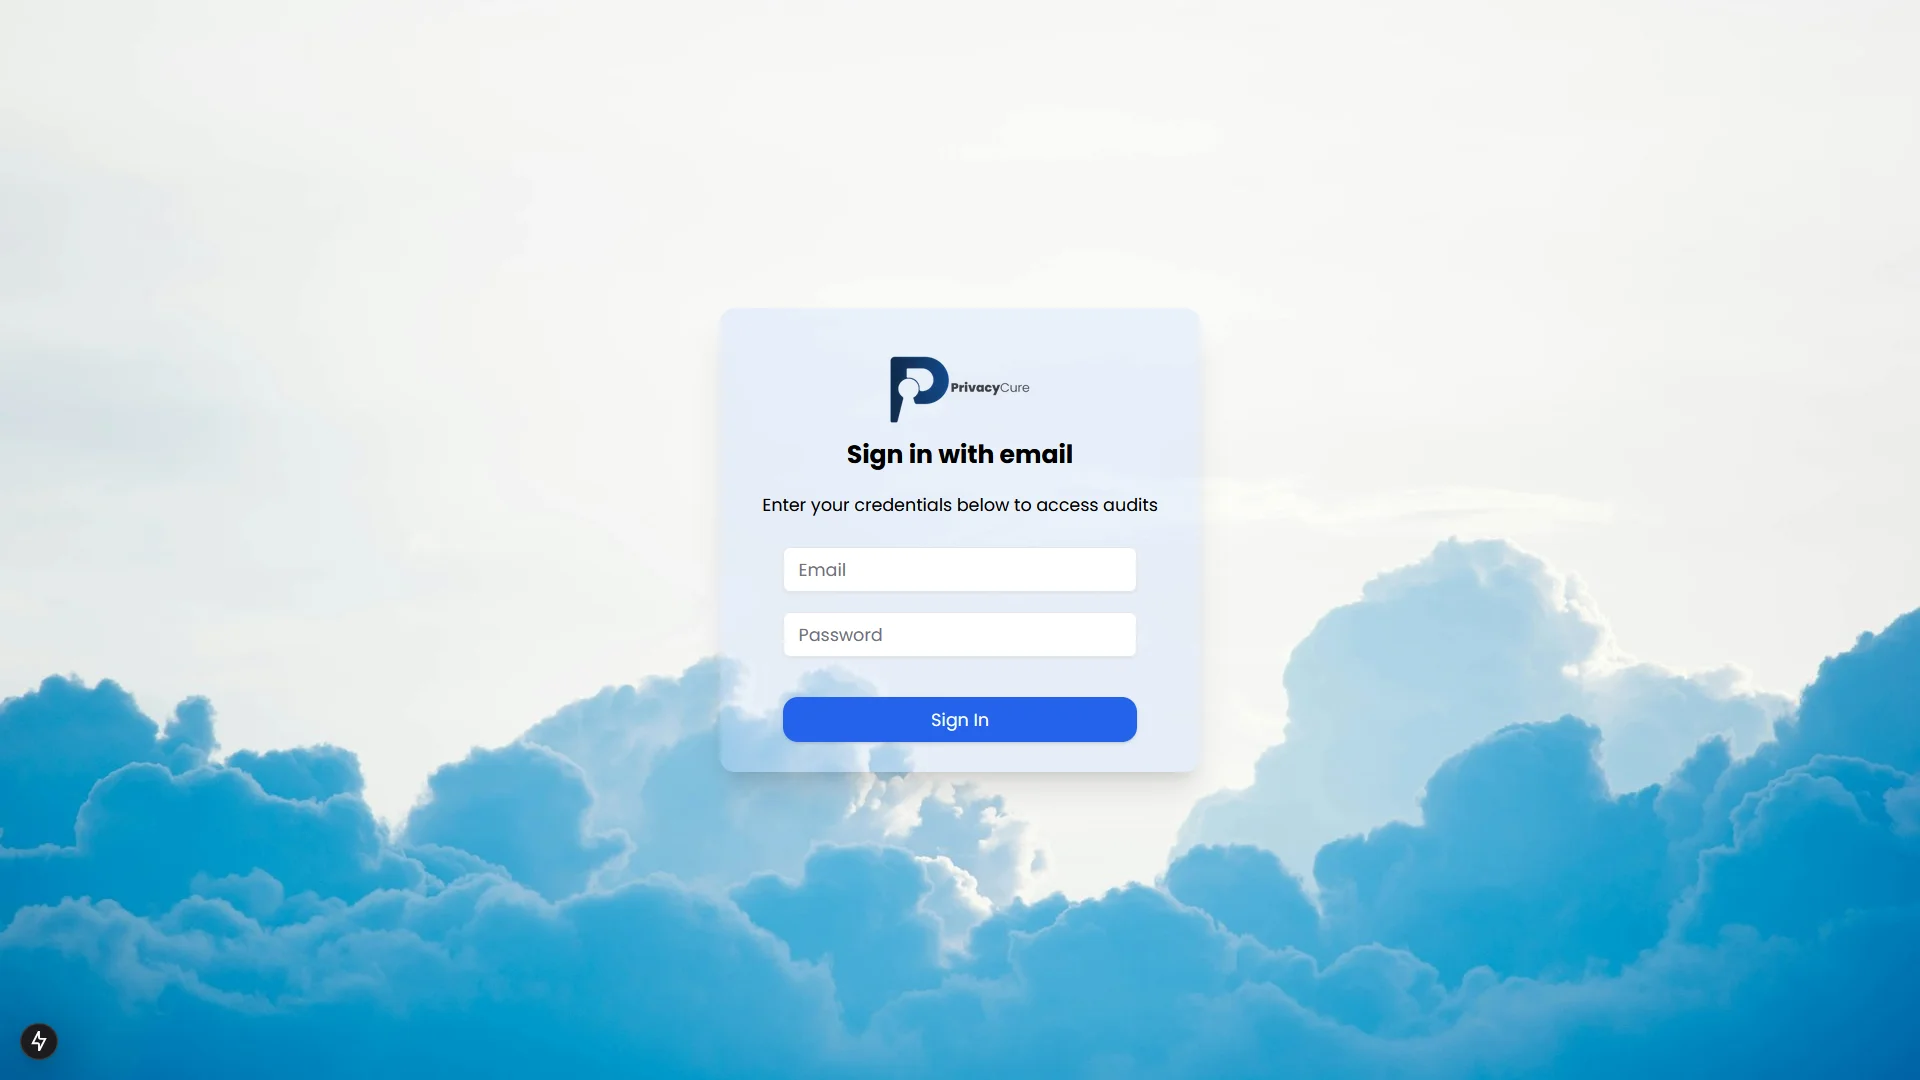 PrivacyCure
Sign in with email
Enter your credentials below to access audits
Email
Password
Sign In